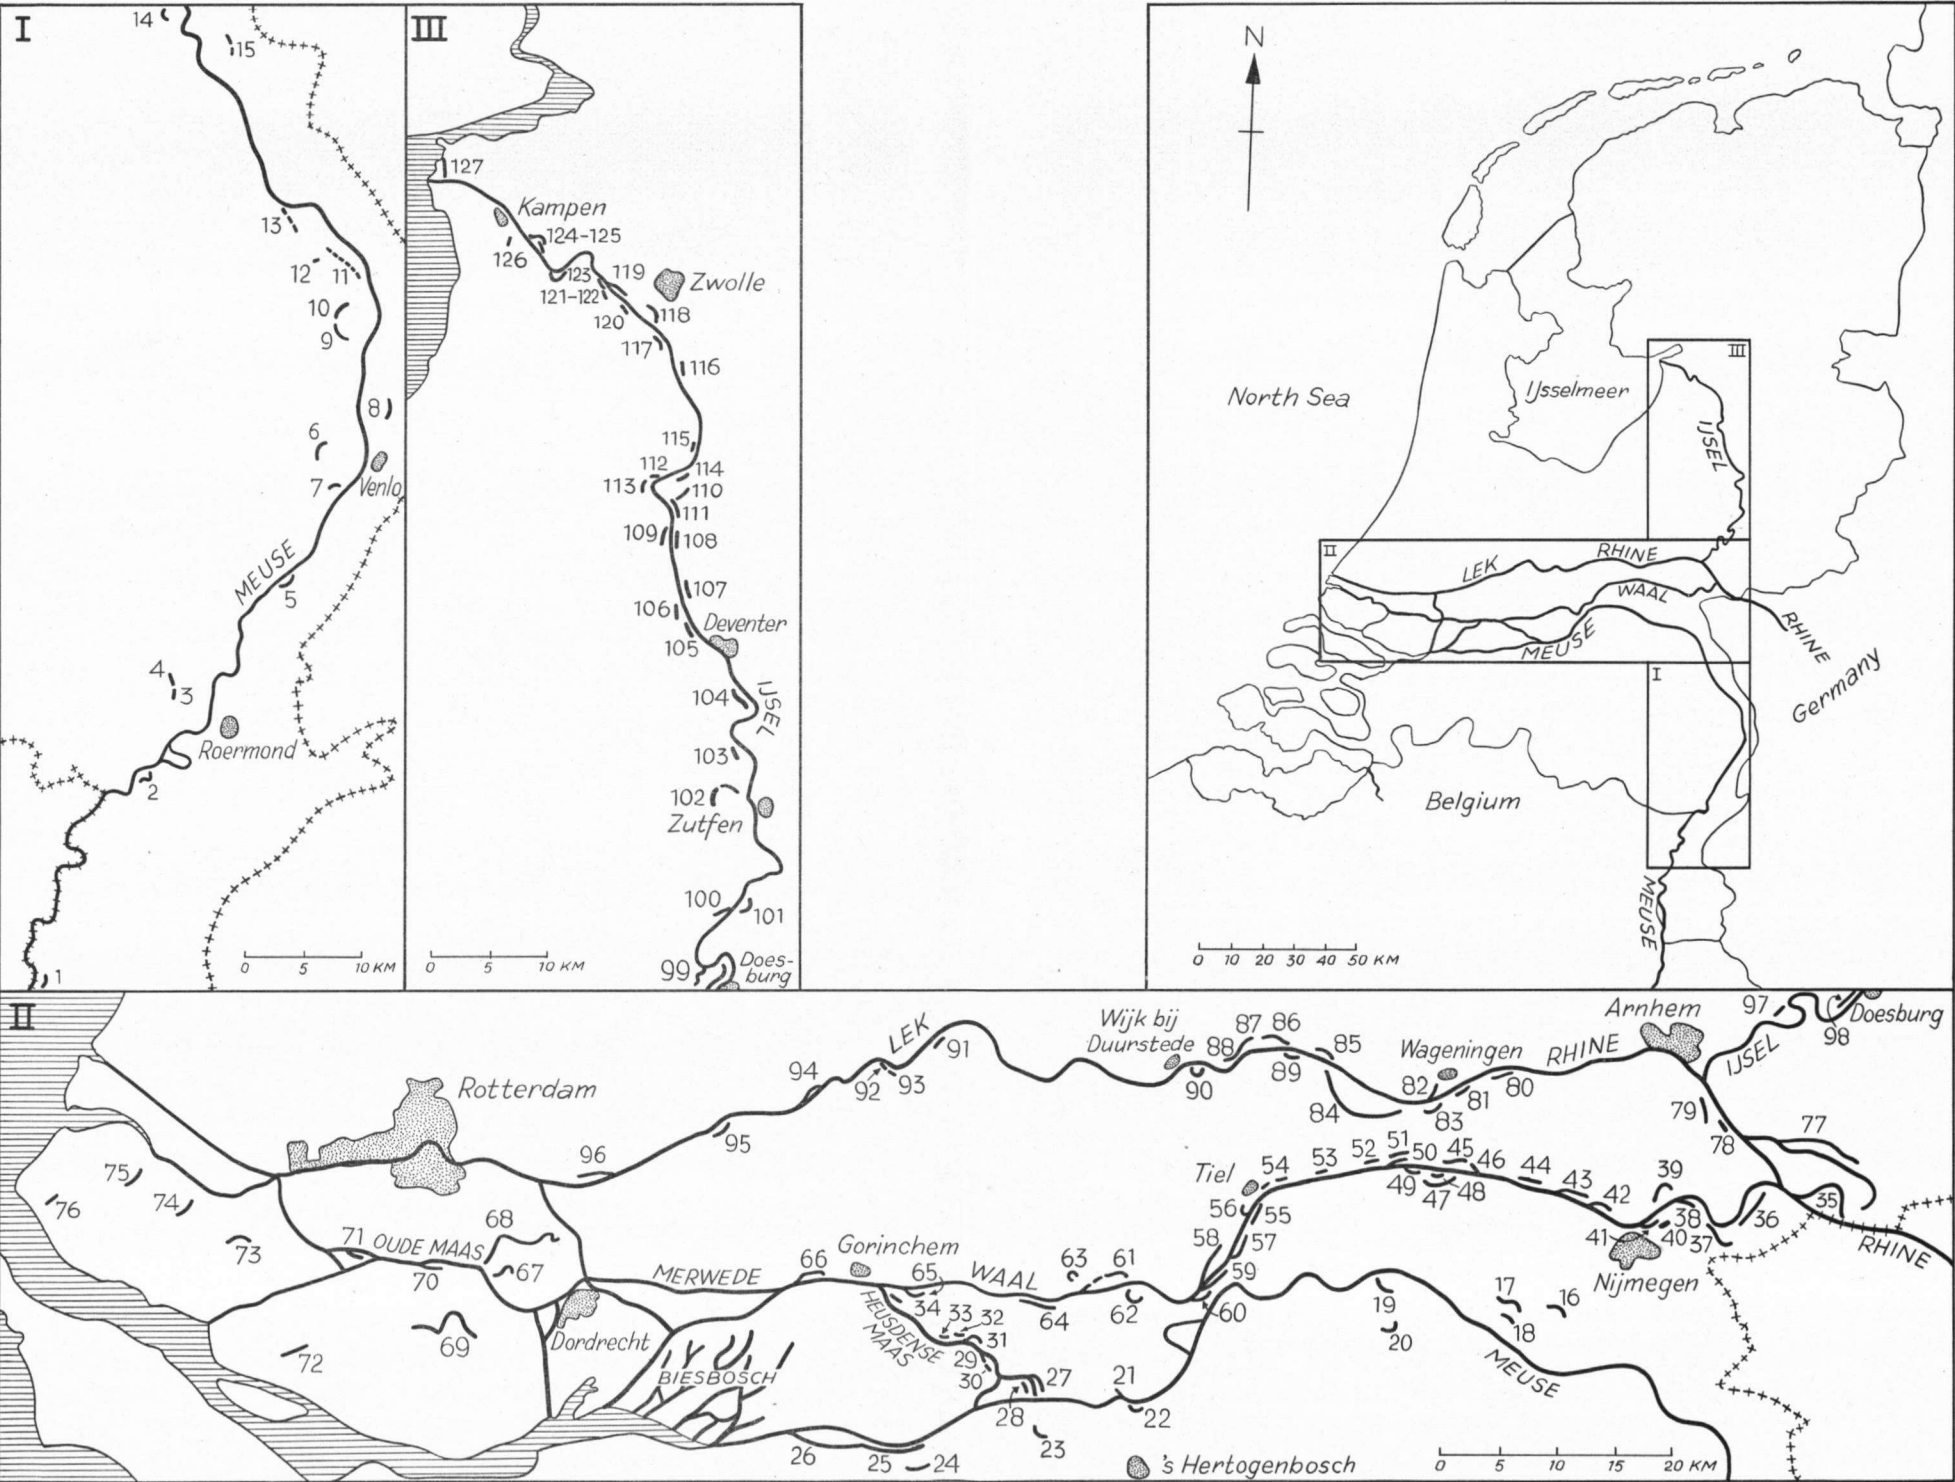 I
14
15
13
12
11
10
9
8
6
7
Venlo
MEUSE
5
4
3
Roermond
2
1
0 5 10 KM
III
127
Kampen
124-125
126
123
119
121-122
Zwolle
120
118
117
116
115
112
114
113
110
111
109
108
107
106
Deventer
105
104
IJSEL
103
102
Zutfen
100
101
99
Does-
burg
0 5 10 KM
N
North Sea
IJsselmeer
III
IJSEL
II
LEK
RHINE
WAAL
MEUSE
RHINE
I
Germany
Belgium
MEUSE
0 10 20 30 40 50 KM
II
Rotterdam
75
74
76
73
71
OUDE MAAS
68
70
67
72
69
Dordrecht
BIESBOSCH
96
95
94
92
93
LEK
91
Wijk bij
Duurstede
88
87
86
85
90
89
84
Wageningen
82
83
81
80
RHINE
Arnhem
97
Doesburg
98
IJSEL
79
78
77
MERWEDE
66
Gorinchem
65
WAAL
34
33
32
31
HEUSDENSE
MAAS
29
30
27
28
64
63
61
62
21
22
23
26
25
24
Tiel
54
53
52
51
50
45
46
44
43
42
39
56
55
49
47
48
58
57
59
60
41
40
38
37
36
35
RHINE
Nijmegen
19
20
17
16
18
MEUSE
's Hertogenbosch
0 5 10 15 20 KM